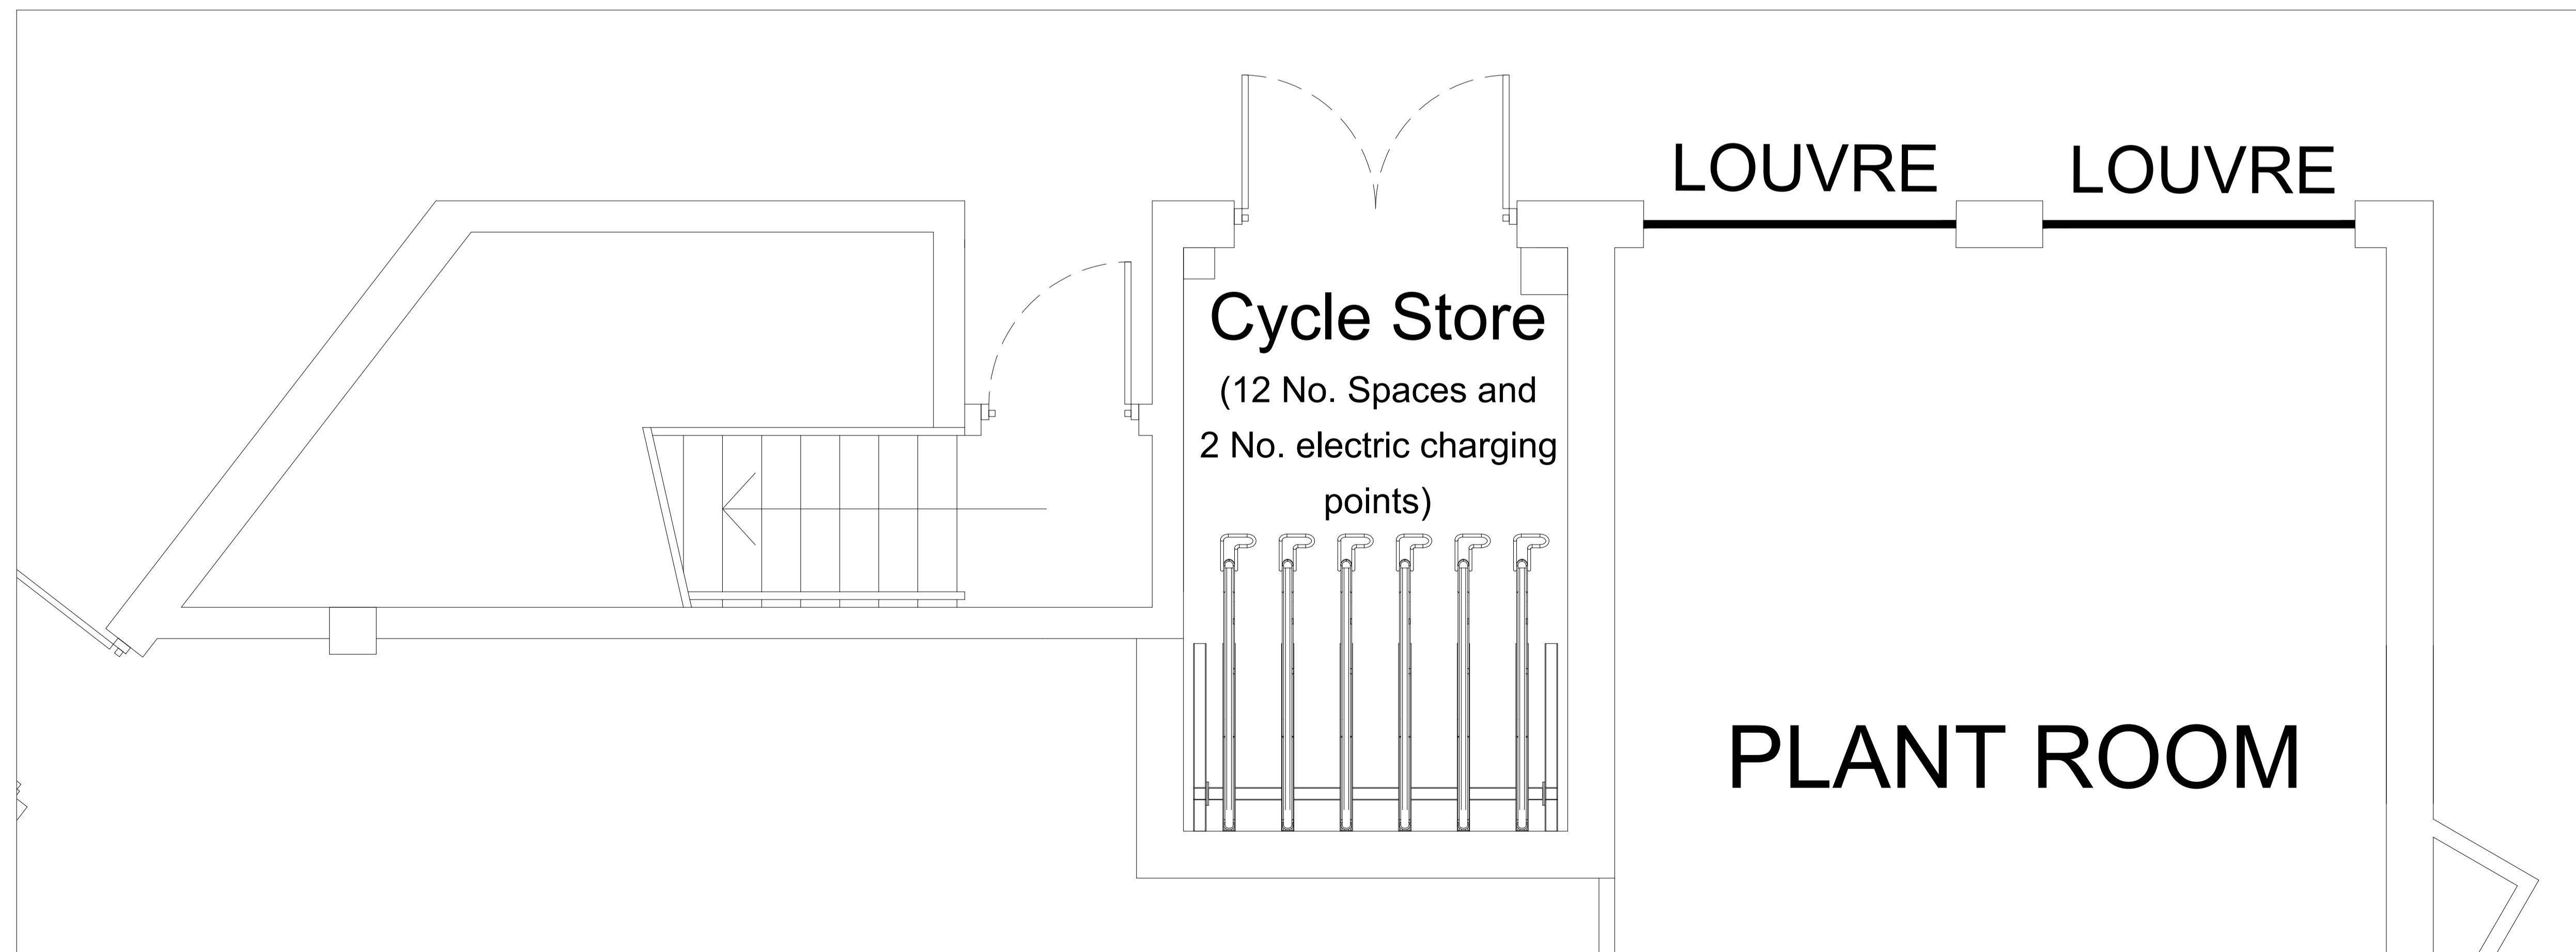 LOUVRE
LOUVRE
Cycle Store
(12 No. Spaces and
2 No. electric charging
points)
PLANT ROOM